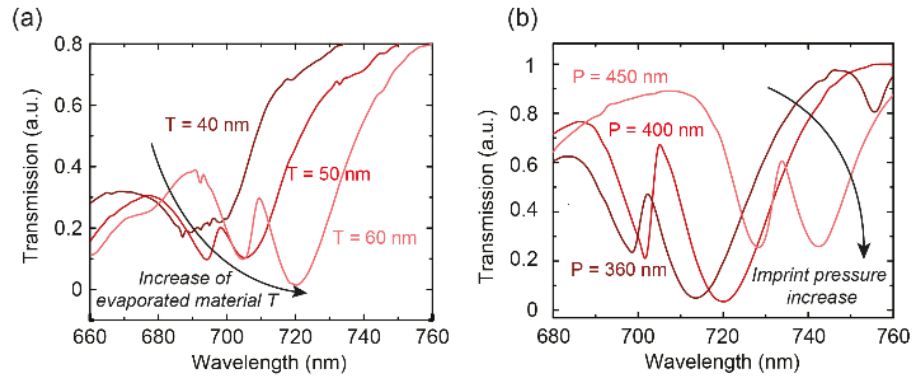 (a)
0.8
0.6
0.4
0.2
0
Transmission (a.u.)
T = 40 nm
T = 50 nm
T = 60 nm
Increase of
evaporated material T
660 680 700 720 740 760
Wavelength (nm)
(b)
1
0.8
0.6
0.4
0.2
0
Transmission (a.u.)
P = 450 nm
P = 400 nm
P = 360 nm
Imprint pressure
increase
680 700 720 740 760
Wavelength (nm)